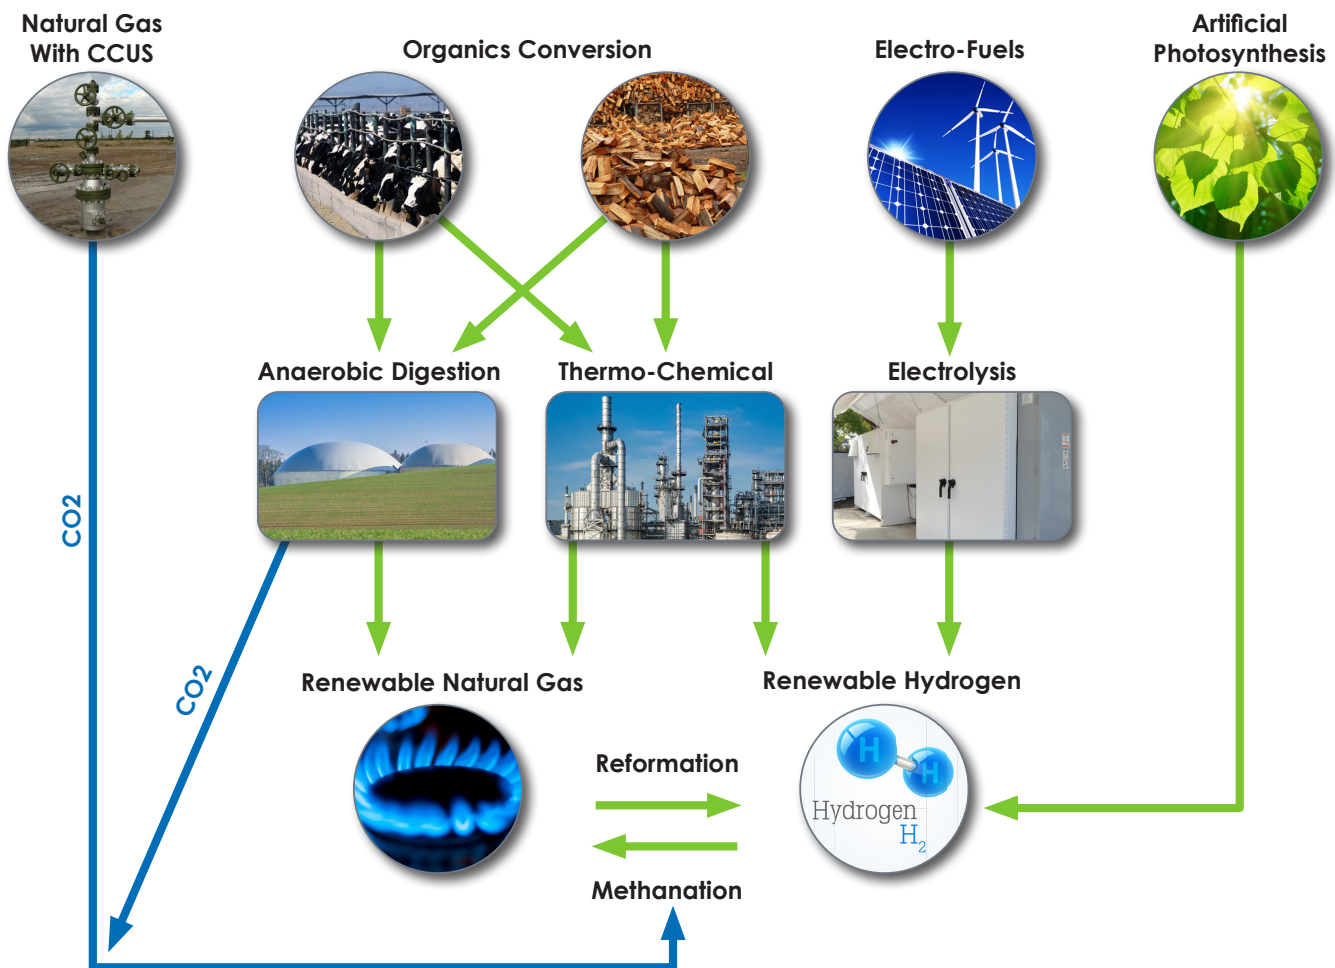 Natural Gas
With CCUS
Organics Conversion
Electro-Fuels
Artificial
Photosynthesis
Anaerobic Digestion
Thermo-Chemical
Electrolysis
CO2
CO2
Renewable Natural Gas
Renewable Hydrogen
H
H
Hydrogen
H2
Reformation
Methanation